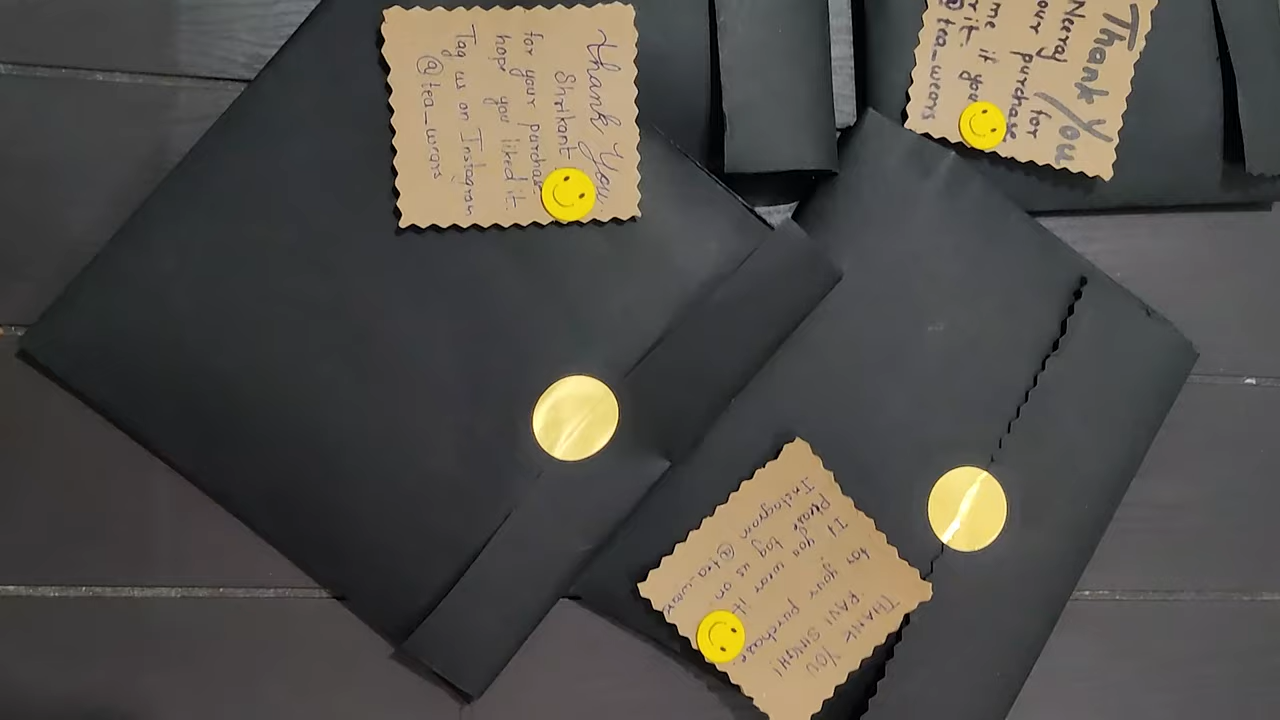 Thank You
Shrikant
for your purchase
hope you liked it.
Tag us on Instagram
@tea_wears
Thank You
Neeraj for
our purchase
me if you
@tea_wears
THANK YOU
RAVI SINGH!
for your purchase.
If you wear it
Please tag us on
Instagram @tea_wears